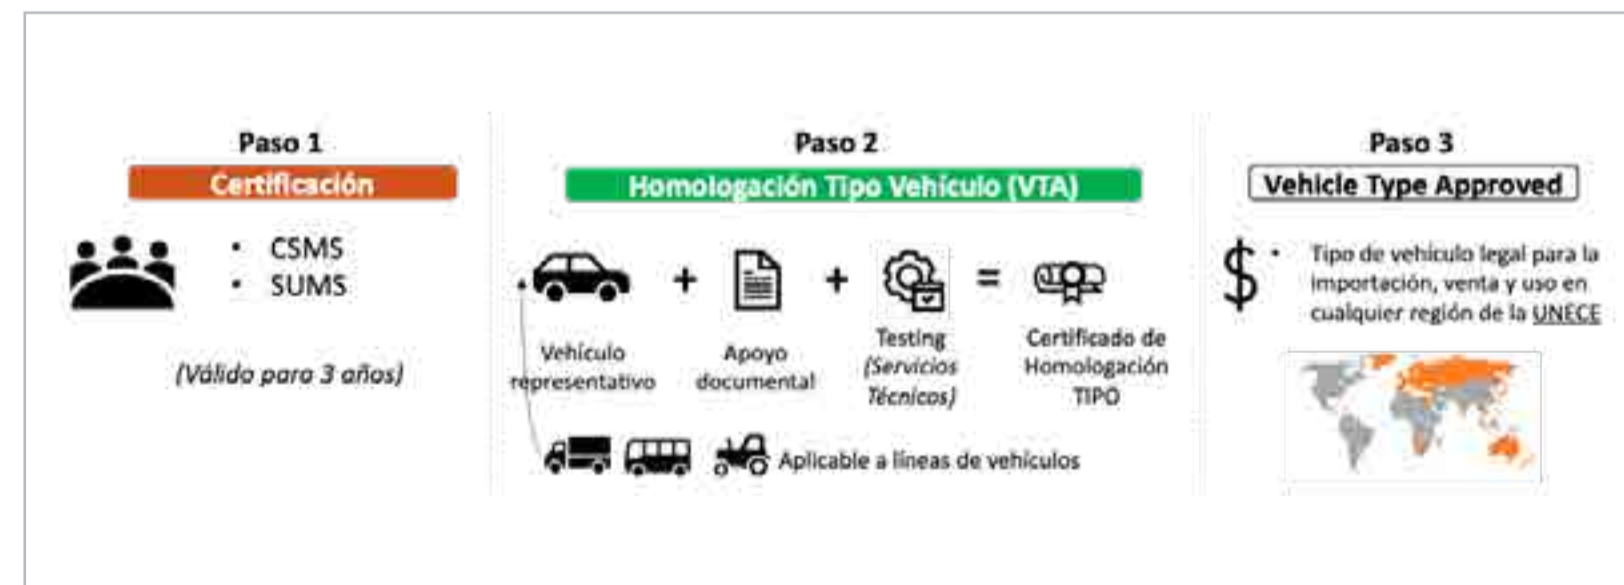 Paso 1
Certificación
• CSMS
• SUMS
(Válido para 3 años)
Paso 2
Homologación Tipo Vehículo (VTA)
+
+
=
Vehículo
representativo
Apoyo
documental
Testing
(Servicios
Técnicos)
Certificado de
Homologación
TIPO
Aplicable a líneas de vehículos
Paso 3
Vehicle Type Approved
$
• Tipo de vehículo legal para la
importación, venta y uso en
cualquier región de la UNECE